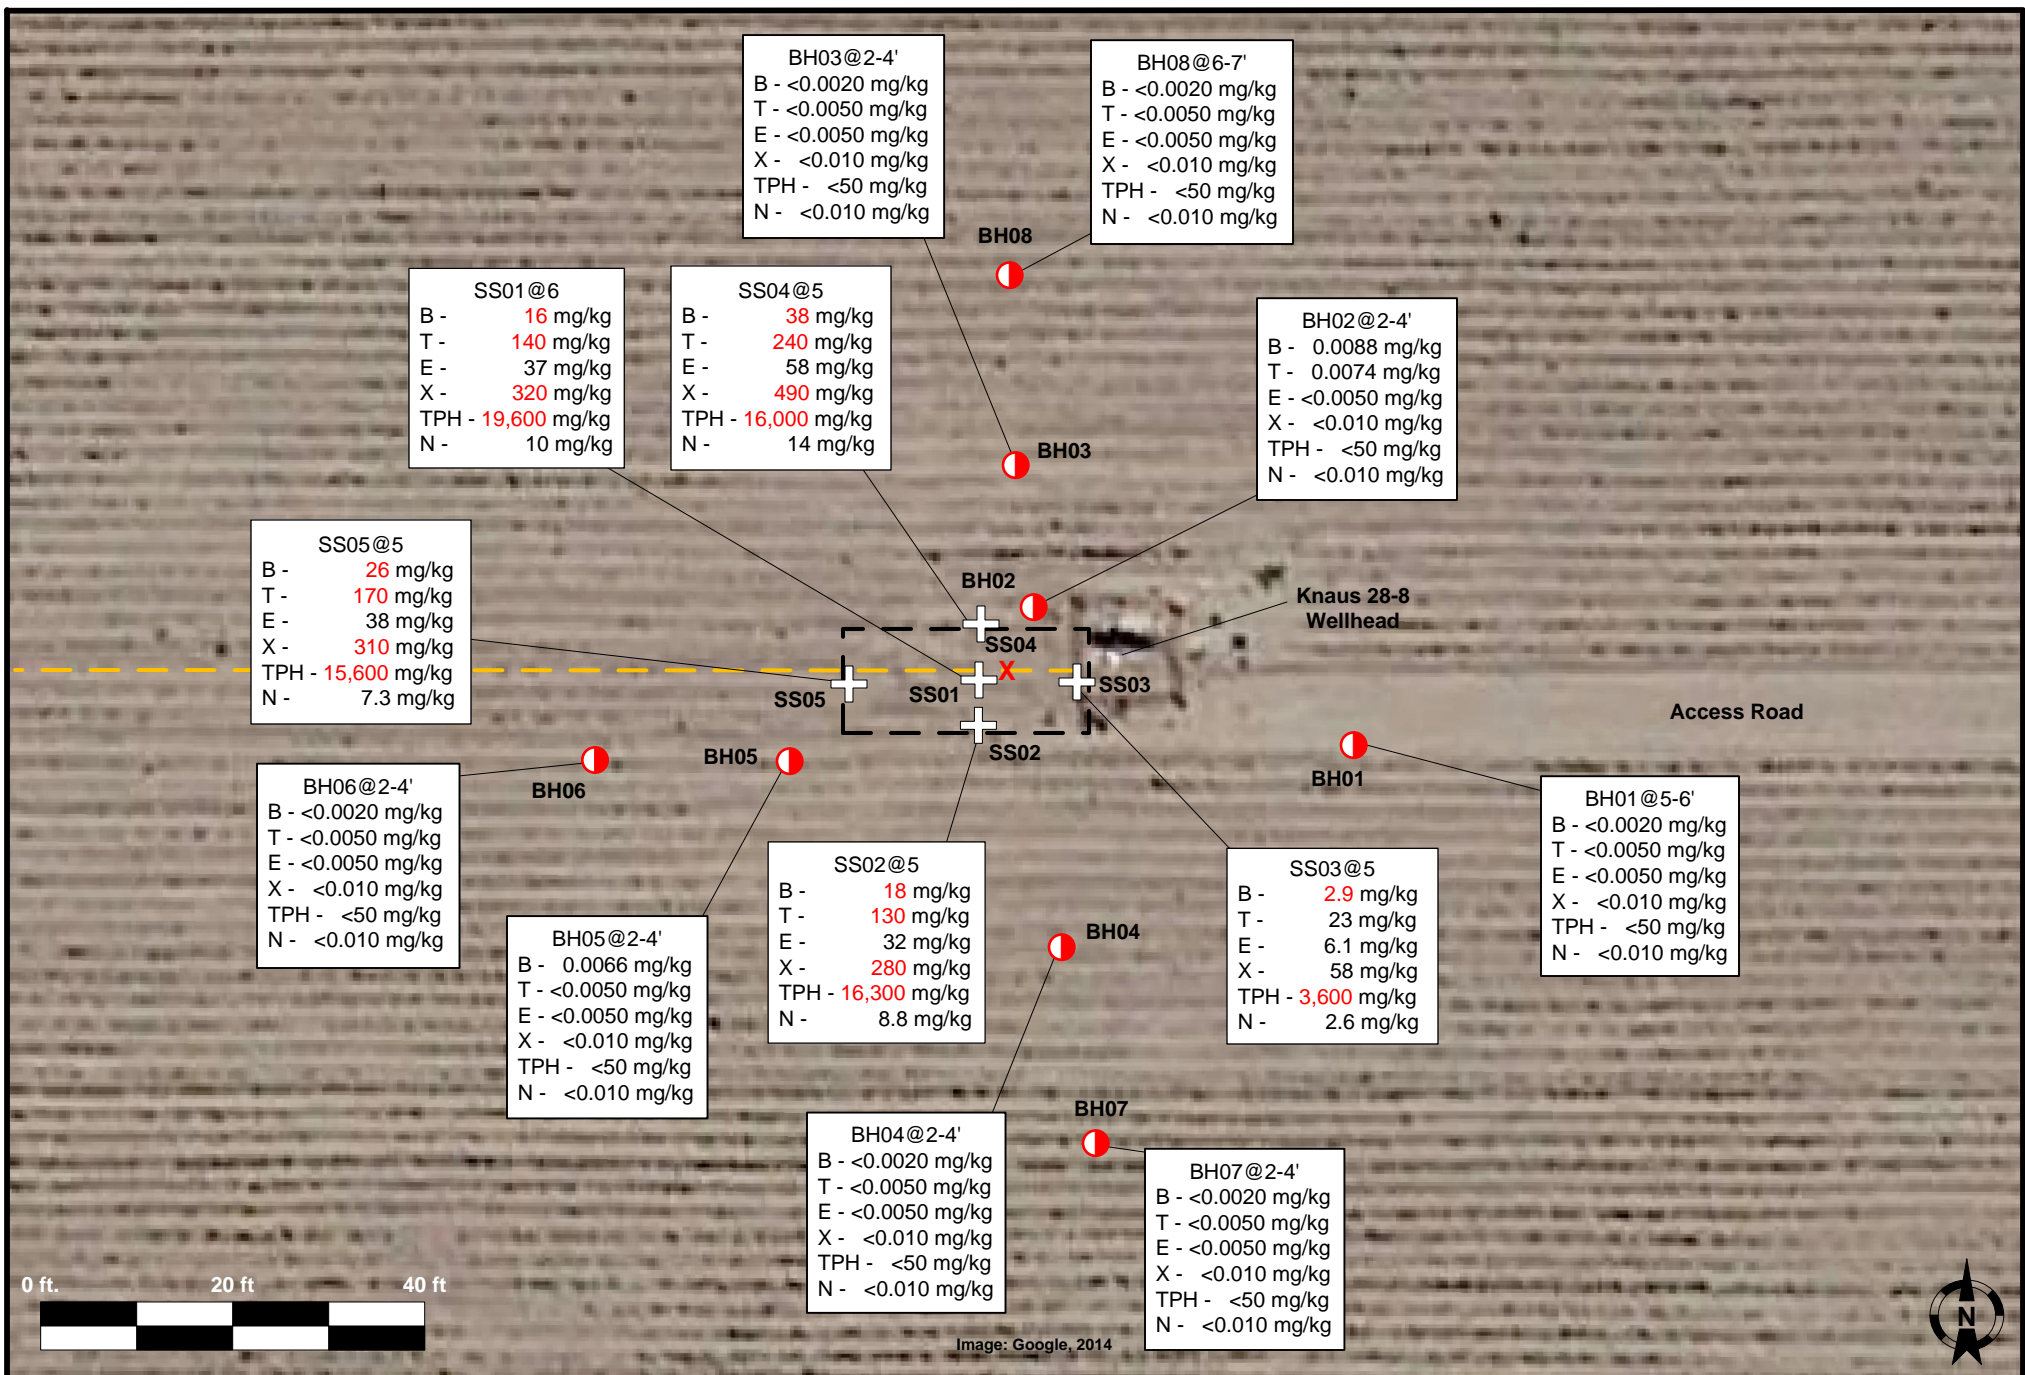 BH03@2-4'
B - <0.0020 mg/kg
T - <0.0050 mg/kg
E - <0.0050 mg/kg
X - <0.010 mg/kg
TPH - <50 mg/kg
N - <0.010 mg/kg
BH08@6-7'
B - <0.0020 mg/kg
T - <0.0050 mg/kg
E - <0.0050 mg/kg
X - <0.010 mg/kg
TPH - <50 mg/kg
N - <0.010 mg/kg
BH08
SS01@6
B - 16 mg/kg
T - 140 mg/kg
E - 37 mg/kg
X - 320 mg/kg
TPH - 19,600 mg/kg
N - 10 mg/kg
SS04@5
B - 38 mg/kg
T - 240 mg/kg
E - 58 mg/kg
X - 490 mg/kg
TPH - 16,000 mg/kg
N - 14 mg/kg
BH02@2-4'
B - 0.0088 mg/kg
T - 0.0074 mg/kg
E - <0.0050 mg/kg
X - <0.010 mg/kg
TPH - <50 mg/kg
N - <0.010 mg/kg
BH03
SS05@5
B - 26 mg/kg
T - 170 mg/kg
E - 38 mg/kg
X - 310 mg/kg
TPH - 15,600 mg/kg
N - 7.3 mg/kg
BH02
Knaus 28-8
Wellhead
SS04
X
SS05
SS01
SS03
SS02
Access Road
BH06
BH05
BH01
BH06@2-4'
B - <0.0020 mg/kg
T - <0.0050 mg/kg
E - <0.0050 mg/kg
X - <0.010 mg/kg
TPH - <50 mg/kg
N - <0.010 mg/kg
BH05@2-4'
B - 0.0066 mg/kg
T - <0.0050 mg/kg
E - <0.0050 mg/kg
X - <0.010 mg/kg
TPH - <50 mg/kg
N - <0.010 mg/kg
SS02@5
B - 18 mg/kg
T - 130 mg/kg
E - 32 mg/kg
X - 280 mg/kg
TPH - 16,300 mg/kg
N - 8.8 mg/kg
BH04
SS03@5
B - 2.9 mg/kg
T - 23 mg/kg
E - 6.1 mg/kg
X - 58 mg/kg
TPH - 3,600 mg/kg
N - 2.6 mg/kg
BH01@5-6'
B - <0.0020 mg/kg
T - <0.0050 mg/kg
E - <0.0050 mg/kg
X - <0.010 mg/kg
TPH - <50 mg/kg
N - <0.010 mg/kg
BH04@2-4'
B - <0.0020 mg/kg
T - <0.0050 mg/kg
E - <0.0050 mg/kg
X - <0.010 mg/kg
TPH - <50 mg/kg
N - <0.010 mg/kg
BH07
BH07@2-4'
B - <0.0020 mg/kg
T - <0.0050 mg/kg
E - <0.0050 mg/kg
X - <0.010 mg/kg
TPH - <50 mg/kg
N - <0.010 mg/kg
0 ft. 20 ft 40 ft
Image: Google, 2014
N